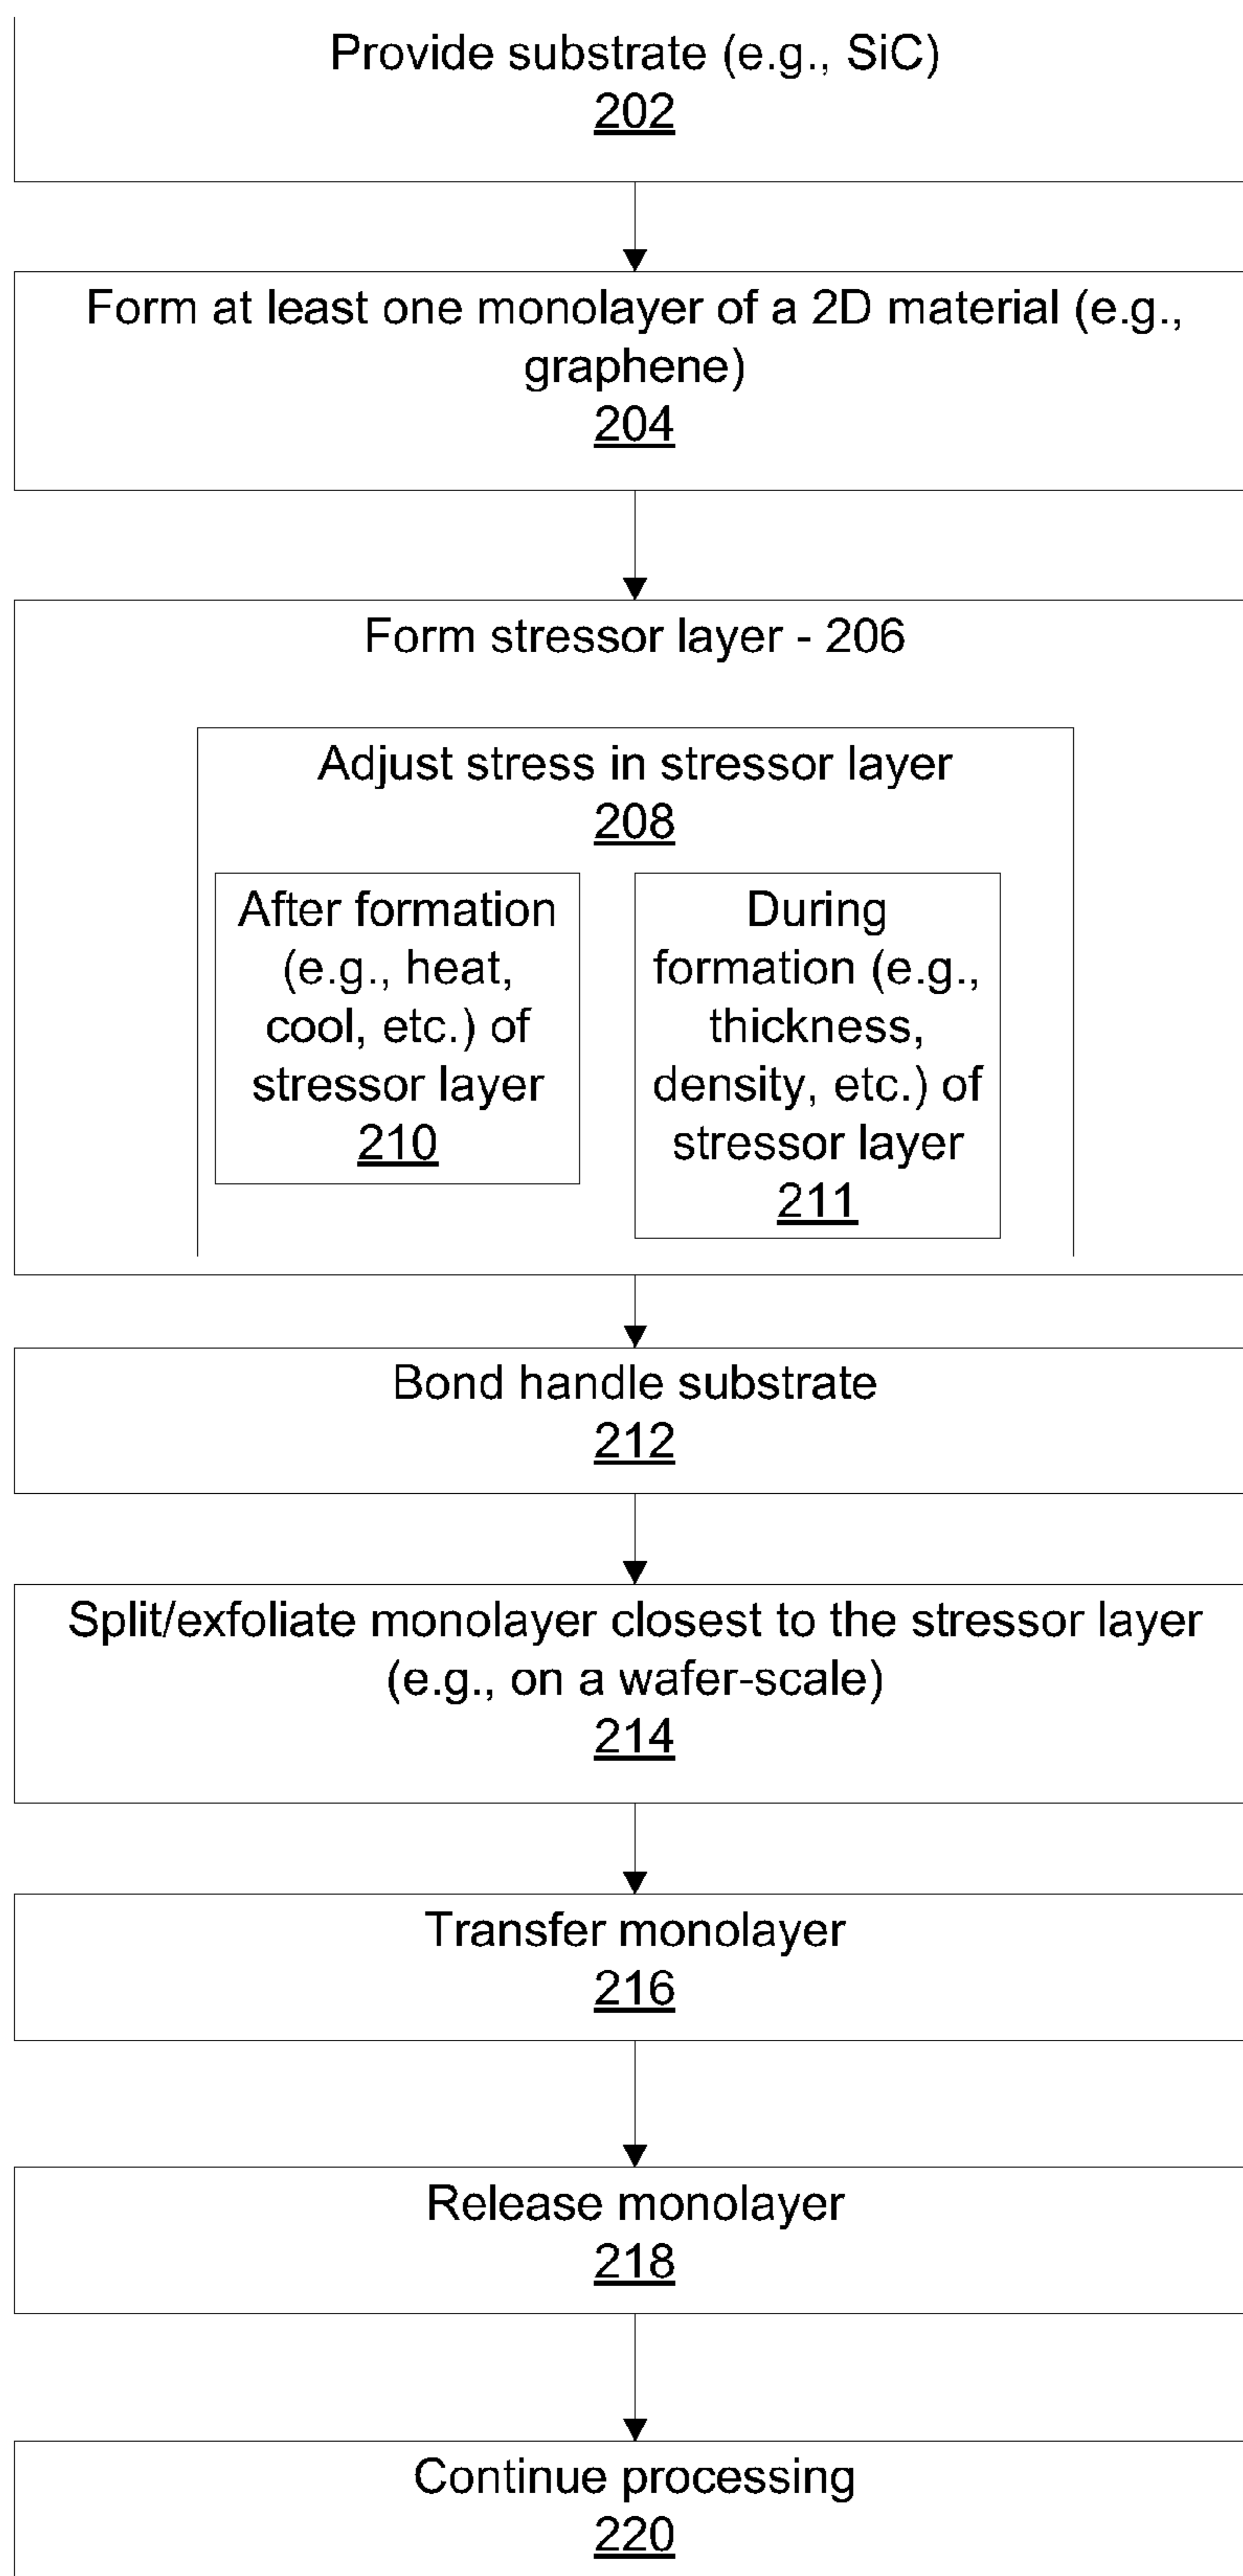 Provide substrate (e.g., SiC)
202
Form at least one monolayer of a 2D material (e.g.,
graphene)
204
Form stressor layer - 206
Adjust stress in stressor layer
208
After formation
(e.g., heat,
cool, etc.) of
stressor layer
210
During
formation (e.g.,
thickness,
density, etc.) of
stressor layer
211
Bond handle substrate
212
Split/exfoliate monolayer closest to the stressor layer
(e.g., on a wafer-scale)
214
Transfer monolayer
216
Release monolayer
218
Continue processing
220